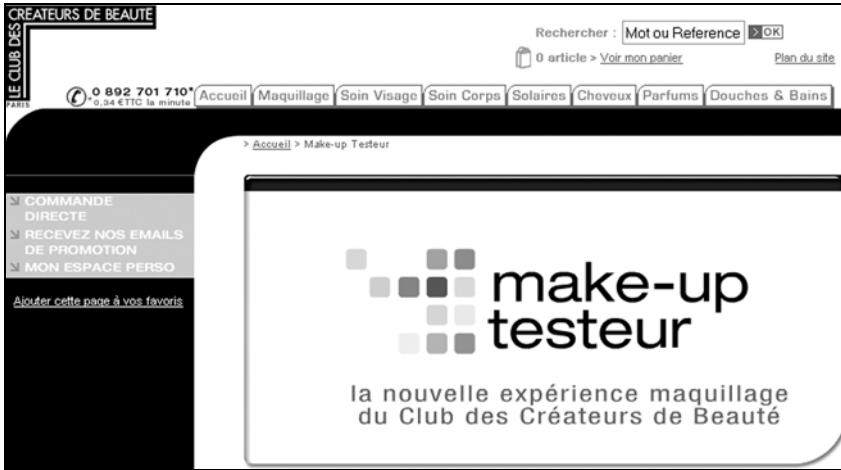 CREATEURS DE BEAUTE
LE CLUB DES
PARIS
Rechercher : Mot ou Reference OK
0 article > Voir mon panier
Plan du site
0 892 701 710*
0,34 €TTC la minute
Accueil Maquillage Soin Visage Soin Corps Solaires Cheveux Parfums Douches & Bains
> Accueil > Make-up Testeur
COMMANDE
DIRECTE
RECEVEZ NOS EMAILS
DE PROMOTION
MON ESPACE PERSO
Ajouter cette page à vos favoris
make-up
testeur
la nouvelle expérience maquillage
du Club des Créateurs de Beauté